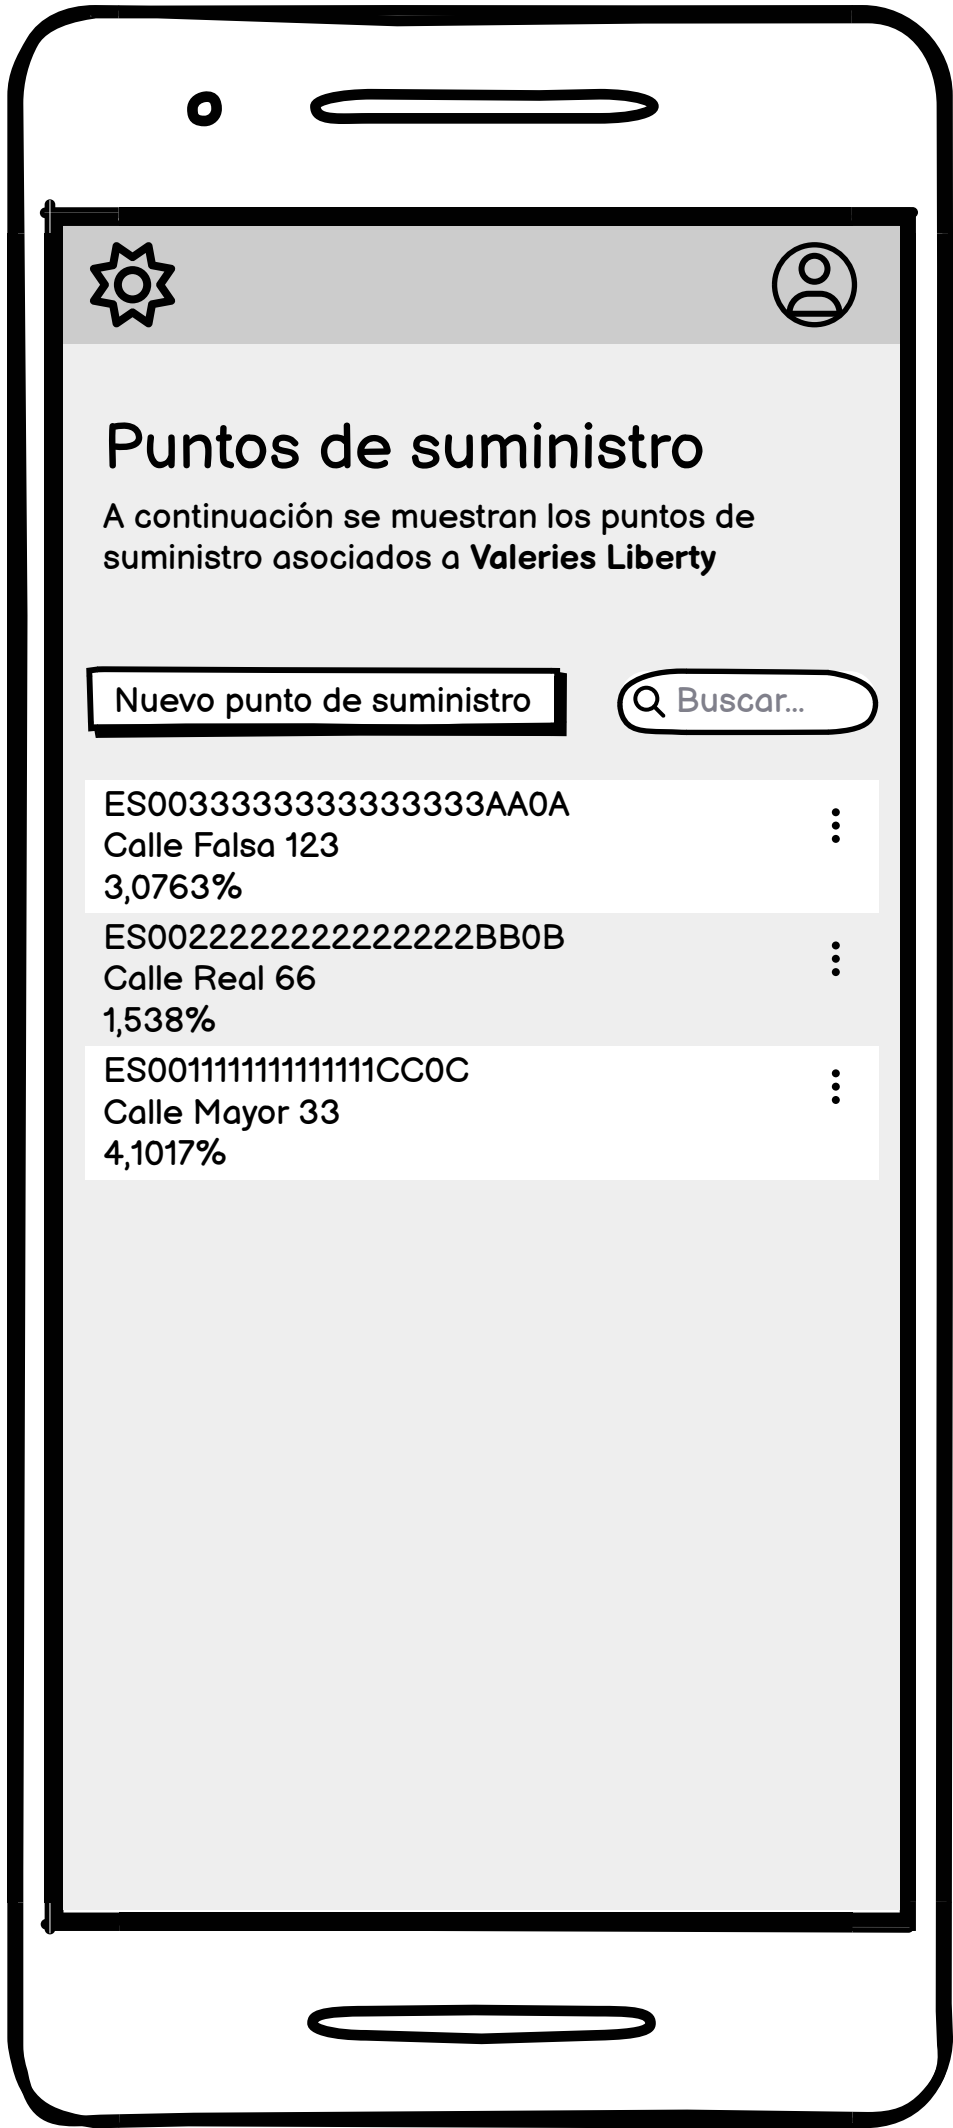 Puntos de suministro
A continuación se muestran los puntos de
suministro asociados a Valeries Liberty
Nuevo punto de suministro
Buscar...
ES0033333333333333AA0A
Calle Falsa 123
3,0763%
ES0022222222222222BB0B
Calle Real 66
1,538%
ES0011111111111111CC0C
Calle Mayor 33
4,1017%